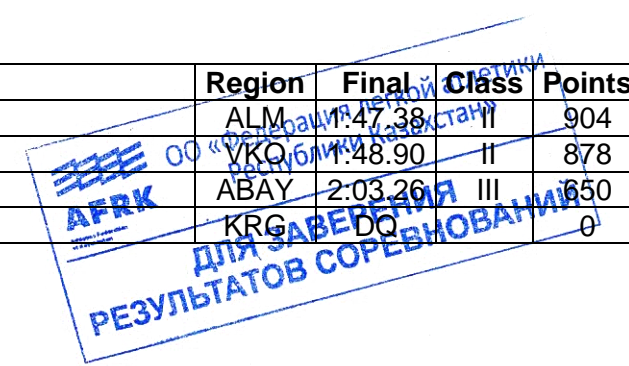 Region Final Class Points
ALM 1:47.38 II 904
VKO 1:48.90 II 878
ABAY 2:03.26 III 650
KRG DQ 0
AFRK
ОО «Федерация легкой атлетики
Республики Казахстан»
ДЛЯ ЗАВЕРЕНИЯ
РЕЗУЛЬТАТОВ СОРЕВНОВАНИЙ